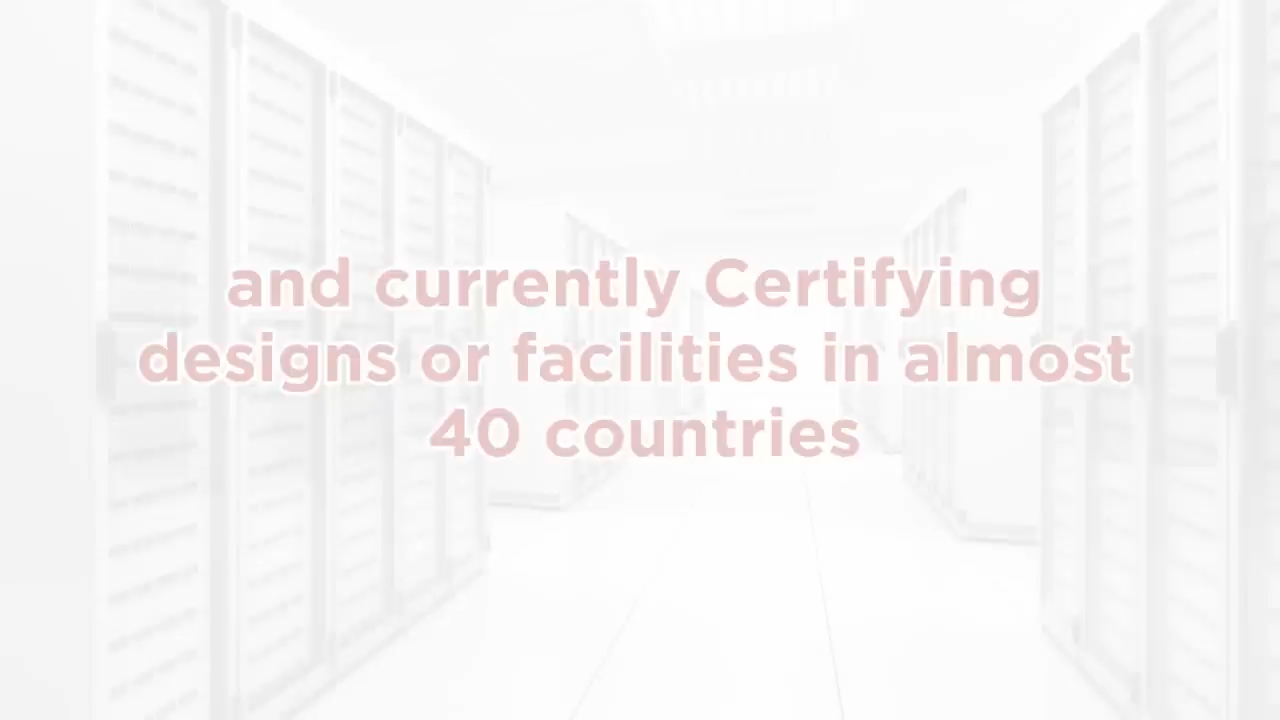 and currently Certifying
designs or facilities in almost
40 countries